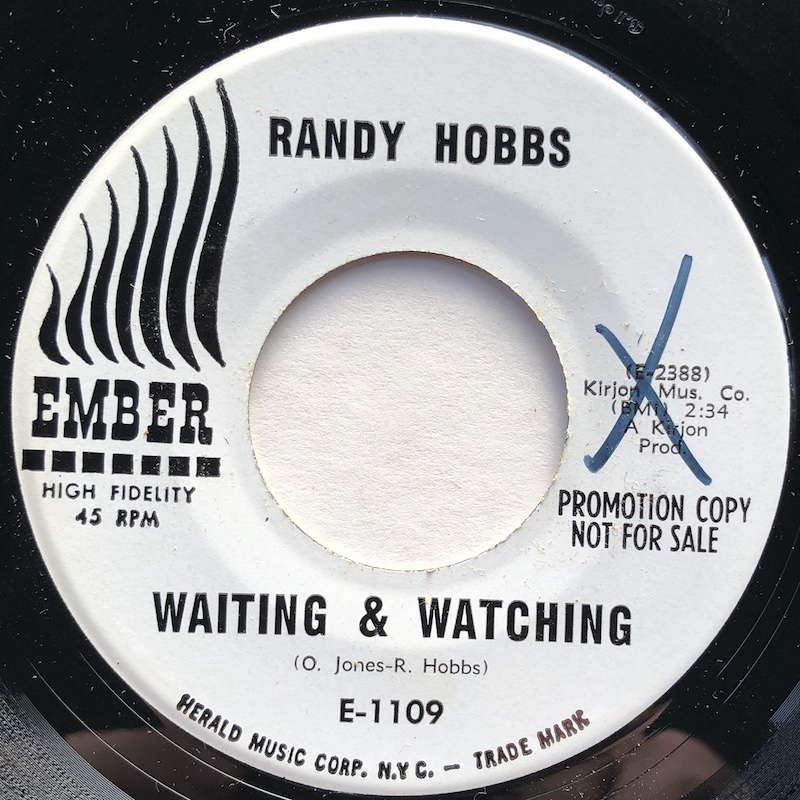 RANDY HOBBS
EMBER
HIGH FIDELITY
45 RPM
(E-2388)
Kirjon Mus. Co.
(BMI) 2:34
A Kirjon
Prod.
PROMOTION COPY
NOT FOR SALE
WAITING & WATCHING
(O. Jones-R. Hobbs)
E-1109
HERALD MUSIC CORP. N.Y C. — TRADE MARK